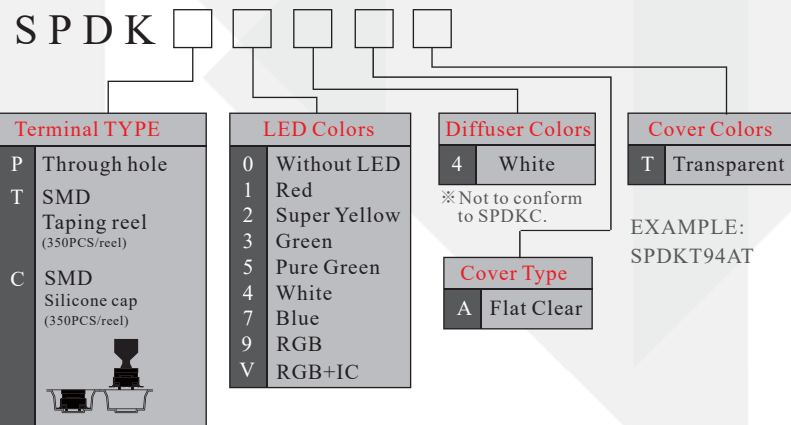 SPDK
Terminal TYPE
P Through hole
T SMD
Taping reel
(350PCS/reel)
C SMD
Silicone cap
(350PCS/reel)
LED Colors
0 Without LED
1 Red
2 Super Yellow
3 Green
5 Pure Green
4 White
7 Blue
9 RGB
V RGB+IC
Diffuser Colors
4 White
※Not to conform
to SPDKC.
Cover Type
A Flat Clear
Cover Colors
T Transparent
EXAMPLE:
SPDKT94AT